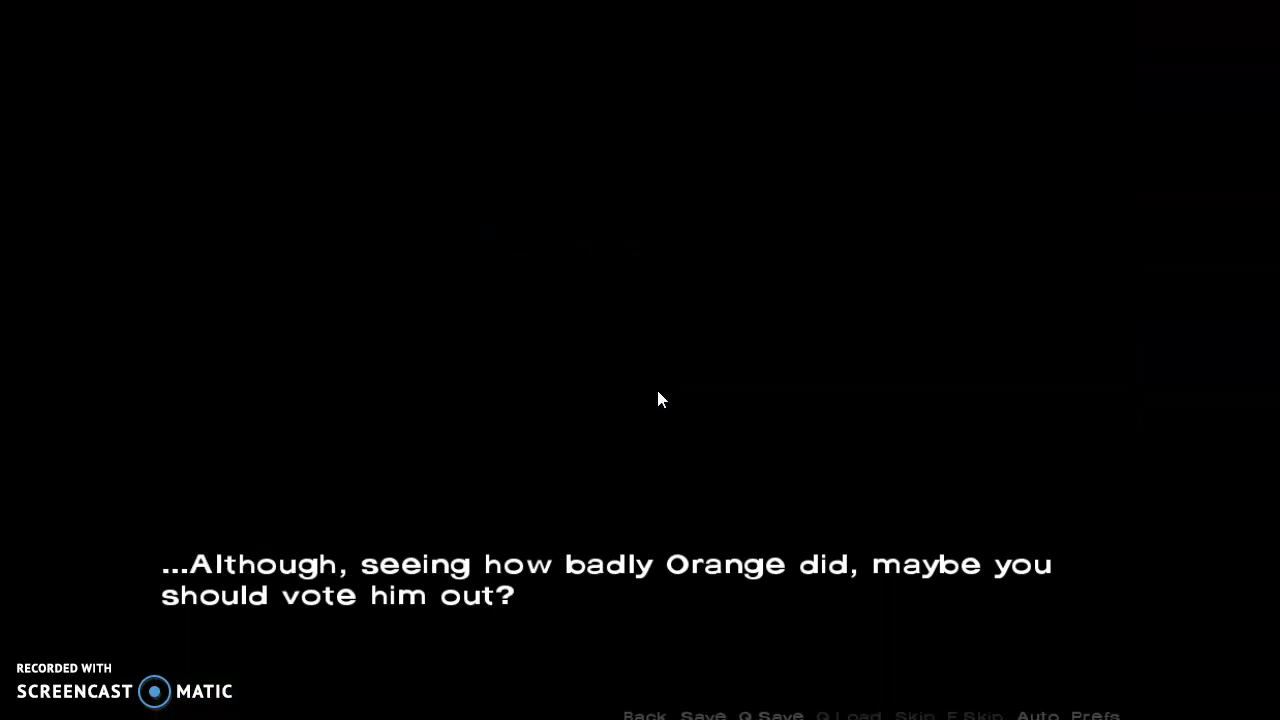 ...Although, seeing how badly Orange did, maybe you
should vote him out?
RECORDED WITH
SCREENCAST MATIC
Back Save Q.Save Q.Load Skip F.Skip Auto Prefs